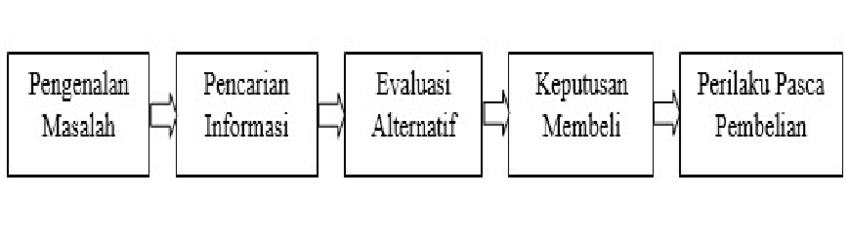 Pengenalan
Masalah
Pencarian
Informasi
Evaluasi
Alternatif
Keputusan
Membeli
Perilaku Pasca
Pembelian